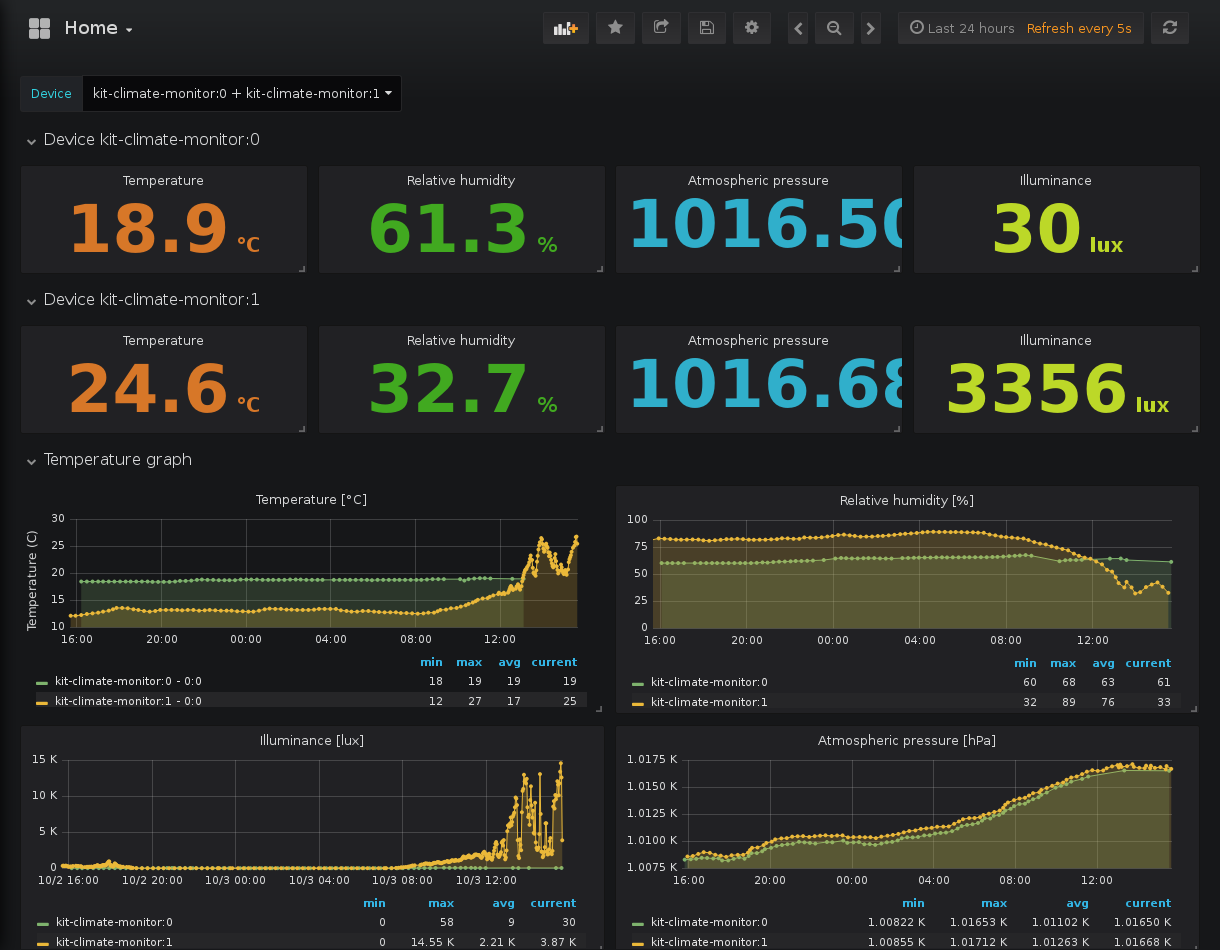 Home
Last 24 hours Refresh every 5s
Device kit-climate-monitor:0 + kit-climate-monitor:1
Device kit-climate-monitor:0
Temperature Relative humidity Atmospheric pressure Illuminance
18.9 °C 61.3 % 1016.50 30 lux
Device kit-climate-monitor:1
Temperature Relative humidity Atmospheric pressure Illuminance
24.6 °C 32.7 % 1016.68 3356 lux
Temperature graph
Temperature [°C]
Temperature (C)
30
25
20
15
10
16:00 20:00 00:00 04:00 08:00 12:00
min max avg current
kit-climate-monitor:0 - 0:0 18 19 19 19
kit-climate-monitor:1 - 0:0 12 27 17 25
Relative humidity [%]
100
75
50
25
0
16:00 20:00 00:00 04:00 08:00 12:00
min max avg current
kit-climate-monitor:0 60 68 63 61
kit-climate-monitor:1 32 89 76 33
Illuminance [lux]
15 K
10 K
5 K
0
10/2 16:00 10/2 20:00 10/3 00:00 10/3 04:00 10/3 08:00 10/3 12:00
min max avg current
kit-climate-monitor:0 0 58 9 30
kit-climate-monitor:1 0 14.55 K 2.21 K 3.87 K
Atmospheric pressure [hPa]
1.0175 K
1.0150 K
1.0125 K
1.0100 K
1.0075 K
16:00 20:00 00:00 04:00 08:00 12:00
min max avg current
kit-climate-monitor:0 1.00822 K 1.01653 K 1.01102 K 1.01650 K
kit-climate-monitor:1 1.00855 K 1.01712 K 1.01263 K 1.01668 K